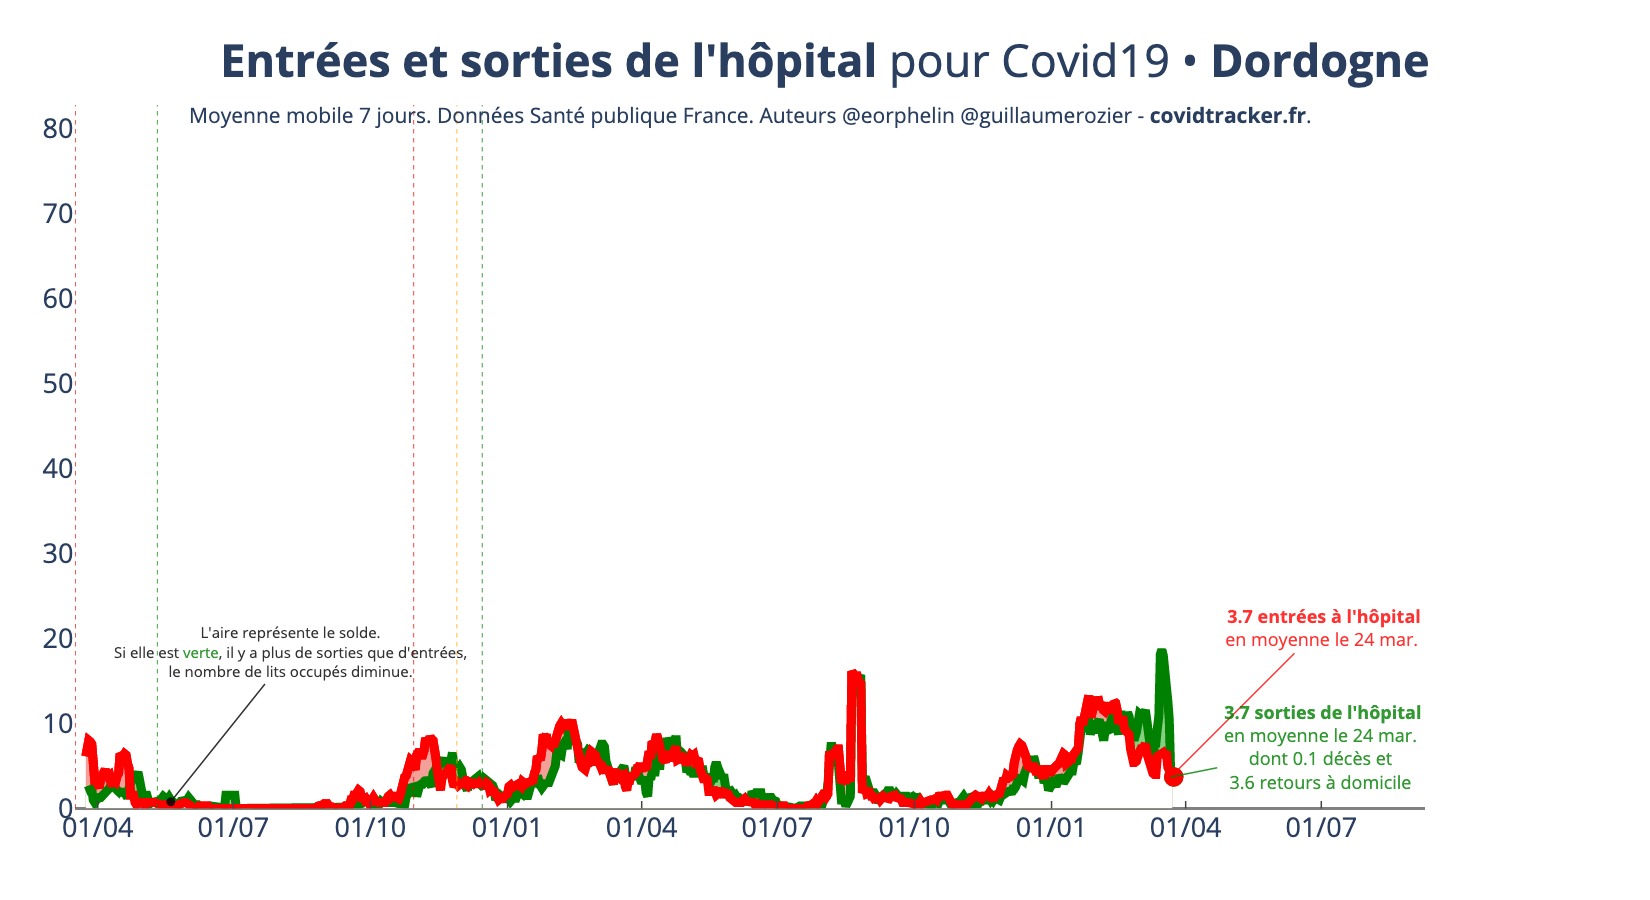 Entrées et sorties de l'hôpital pour Covid19 • Dordogne
Moyenne mobile 7 jours. Données Santé publique France. Auteurs @eorphelin @guillaumerozier - covidtracker.fr.
80
70
60
50
40
30
20
10
0
L'aire représente le solde.
Si elle est verte, il y a plus de sorties que d'entrées,
le nombre de lits occupés diminue.
3.7 entrées à l'hôpital
en moyenne le 24 mar.
3.7 sorties de l'hôpital
en moyenne le 24 mar.
dont 0.1 décès et
3.6 retours à domicile
01/04 01/07 01/10 01/01 01/04 01/07 01/10 01/01 01/04 01/07